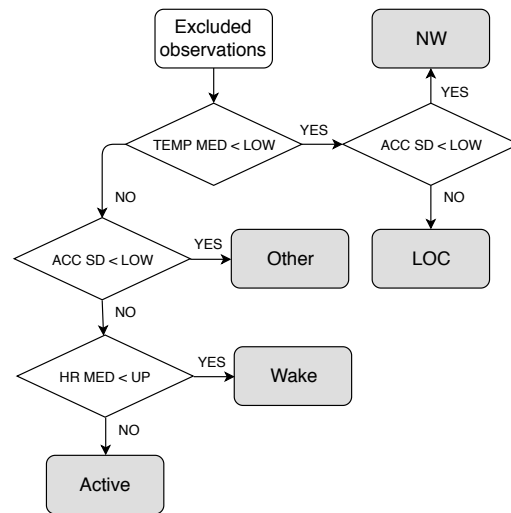 Excluded
observations
NW
YES
TEMP MED < LOW
YES
ACC SD < LOW
NO
NO
ACC SD < LOW
YES
Other
LOC
NO
HR MED < UP
YES
Wake
NO
Active